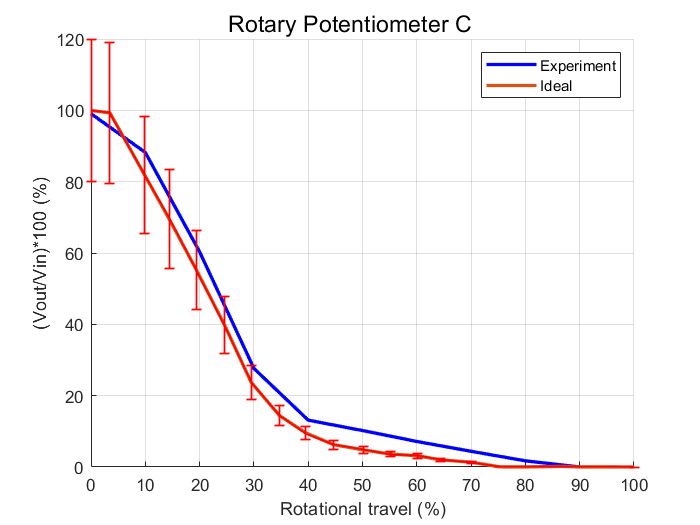 Rotary Potentiometer C
Experiment
Ideal
120
100
80
60
40
20
0
(Vout/Vin)*100 (%)
0 10 20 30 40 50 60 70 80 90 100
Rotational travel (%)